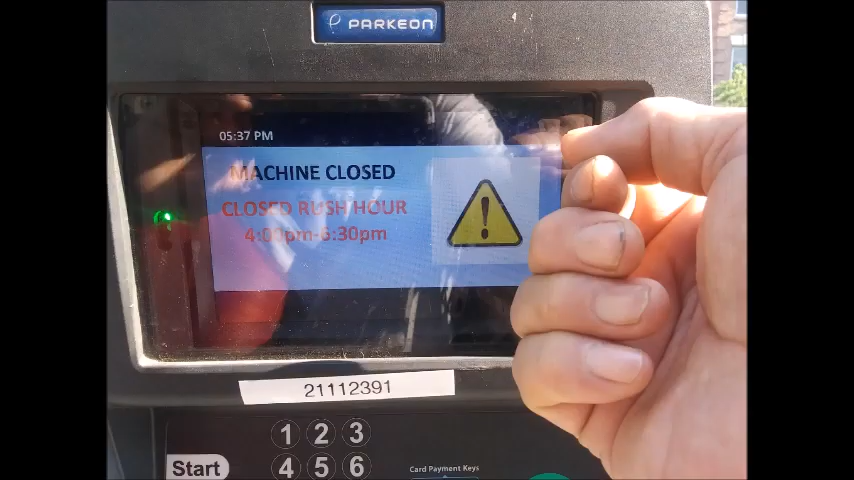 PARKEON
05:37 PM
MACHINE CLOSED
CLOSED RUSH HOUR
4:00pm-6:30pm
21112391
1 2 3
Start
4 5 6
Card Payment Keys